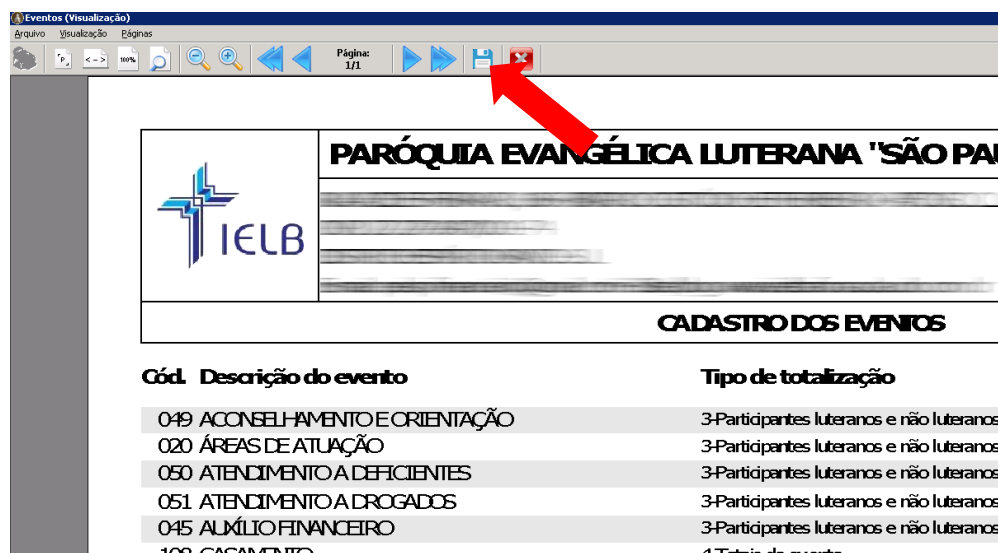 Eventos (Visualização)
Arquivo Visualização Páginas
100% Página:
1/1
PARÓQUIA EVANGÉLICA LUTERANA "SÃO
IELB
CADASTRO DOS EVENTOS
Cód. Descrição do evento Tipo de totalização
049 ACONSELHAMENTO E ORIENTAÇÃO 3-Participantes luteranos e não luteranos
020 ÁREAS DE ATUAÇÃO 3-Participantes luteranos e não luteranos
050 ATENDIMENTO A DEFICIENTES 3-Participantes luteranos e não luteranos
051 ATENDIMENTO A DROGADOS 3-Participantes luteranos e não luteranos
045 AUXÍLIO FINANCEIRO 3-Participantes luteranos e não luteranos
108 CASAMENTO